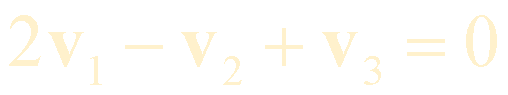 2v₁ − v₂ + v₃ = 0